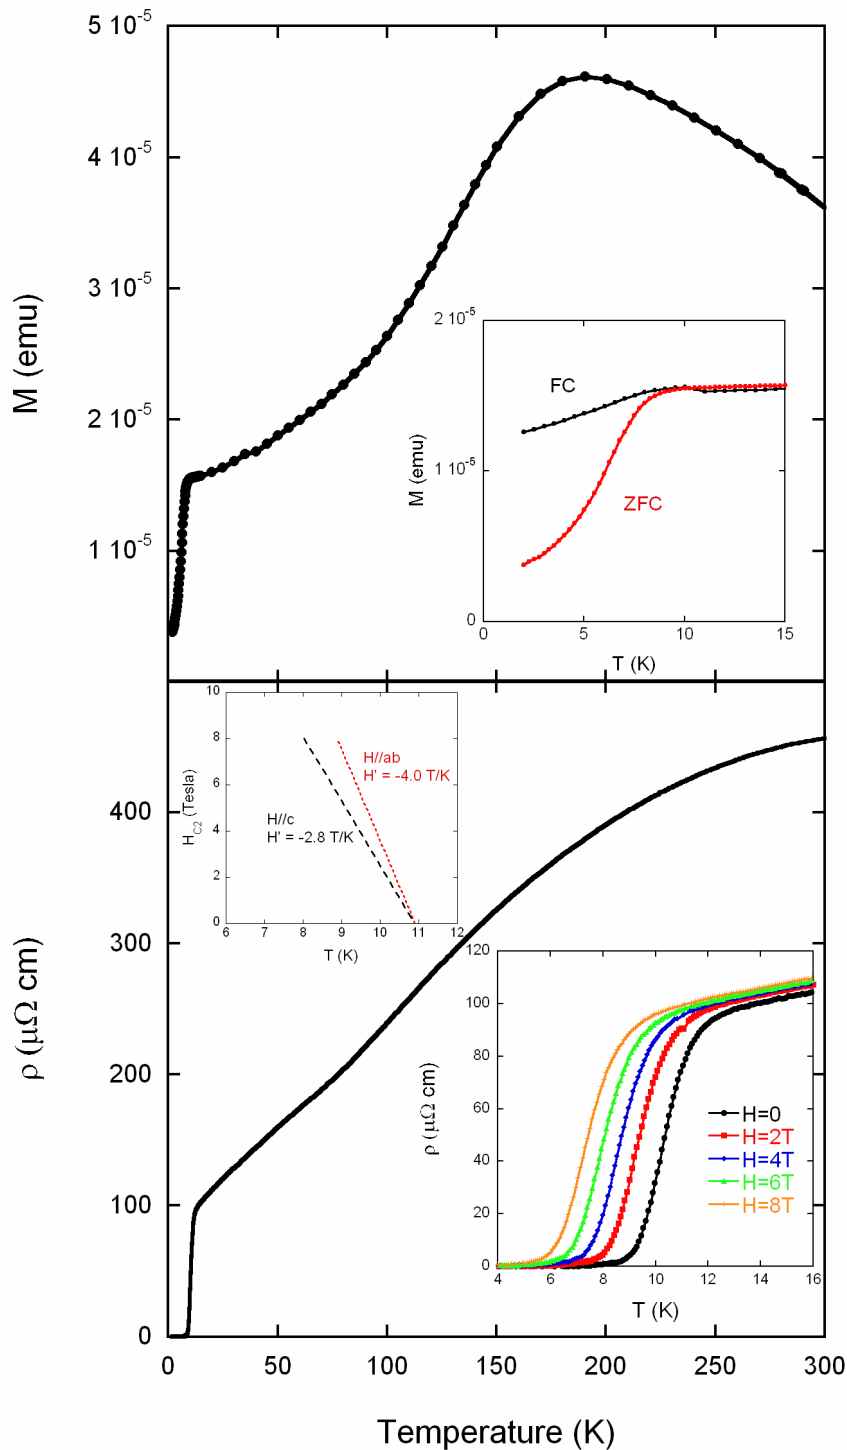 5 10⁻⁵
4 10⁻⁵
3 10⁻⁵
2 10⁻⁵
1 10⁻⁵
M (emu)
2 10⁻⁵
1 10⁻⁵
0
M (emu)
FC
ZFC
0 5 10 15
T (K)
10
8
6
4
2
0
H_C2 (Tesla)
H//ab
H' = -4.0 T/K
H//c
H' = -2.8 T/K
6 7 8 9 10 11 12
T (K)
400
300
200
100
0
ρ (μΩ cm)
120
100
80
60
40
20
0
ρ (μΩ cm)
H=0
H=2T
H=4T
H=6T
H=8T
4 6 8 10 12 14 16
T (K)
0 50 100 150 200 250 300
Temperature (K)